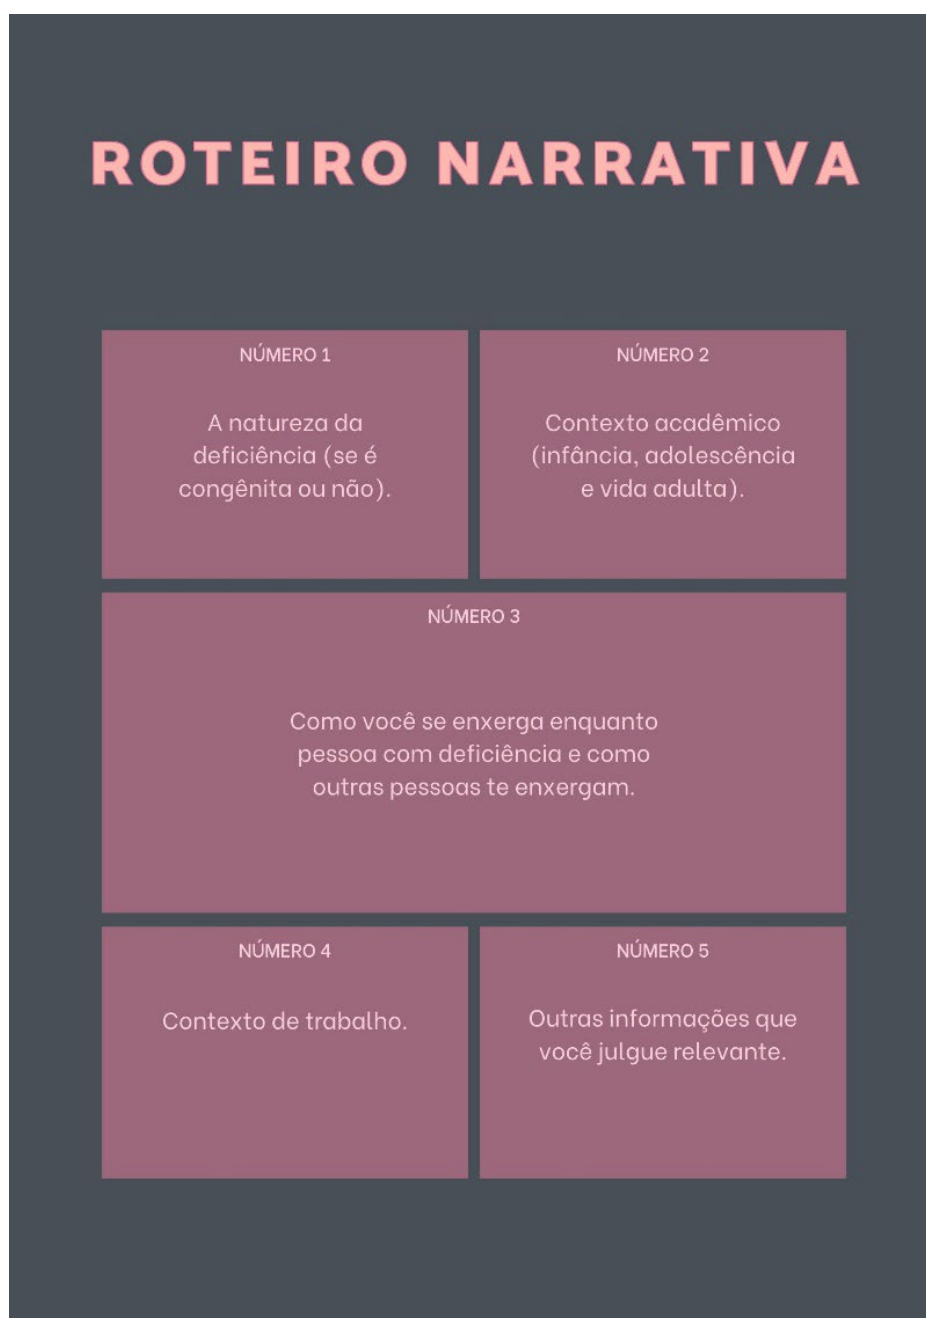 ROTEIRO NARRATIVA
NÚMERO 1
A natureza da
deficiência (se é
congênita ou não).
NÚMERO 2
Contexto acadêmico
(infância, adolescência
e vida adulta).
NÚMERO 3
Como você se enxerga enquanto
pessoa com deficiência e como
outras pessoas te enxergam.
NÚMERO 4
Contexto de trabalho.
NÚMERO 5
Outras informações que
você julgue relevante.